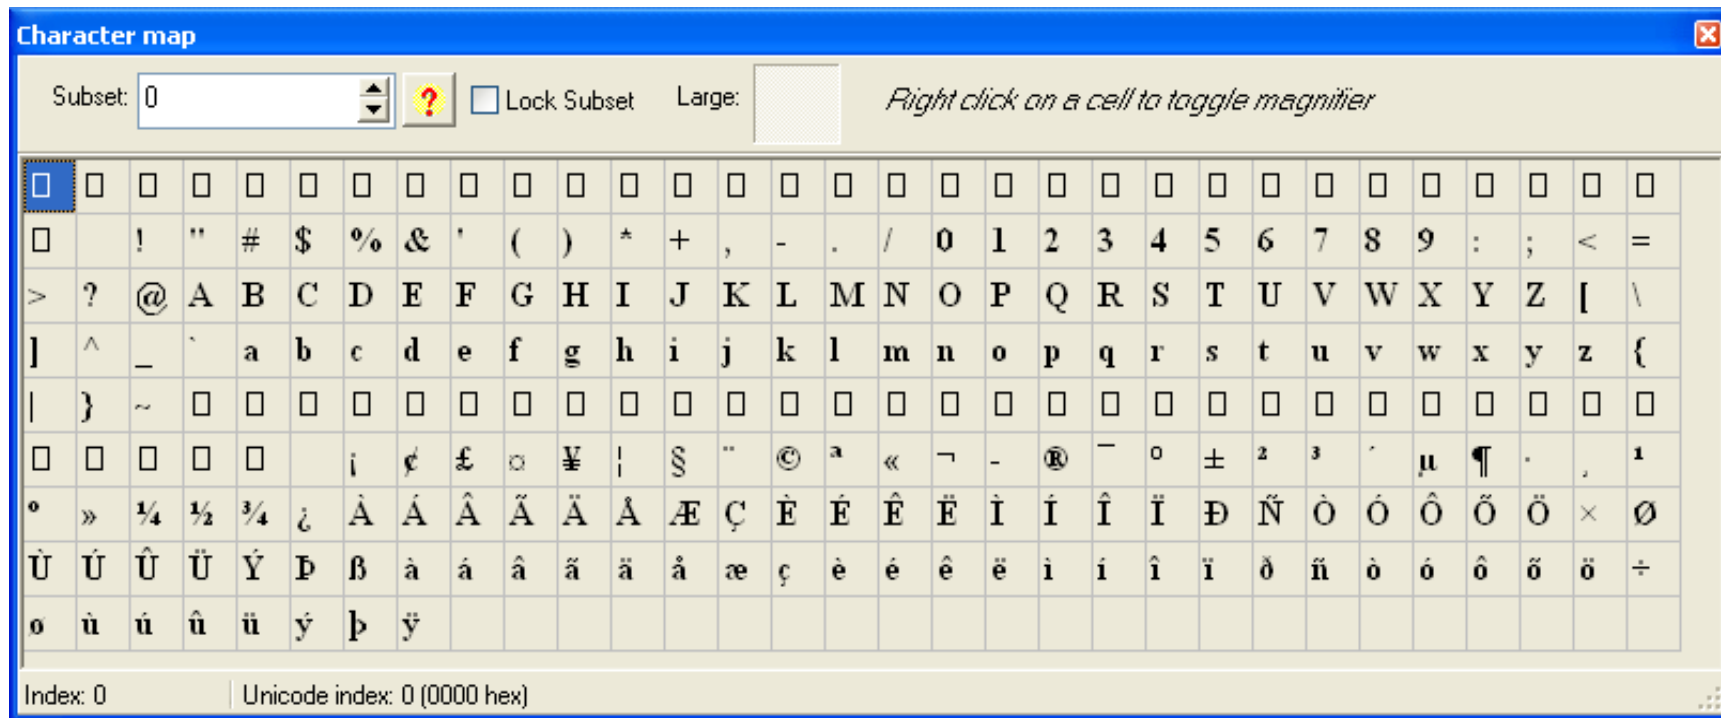 Character map
Subset: 0 ? Lock Subset Large: Right click on a cell to toggle magnifier
□ □ □ □ □ □ □ □ □ □ □ □ □ □ □ □ □ □ □ □ □ □ □ □ □ □ □ □ □ □ □
□ ! " # $ % & ' ( ) * + , - . / 0 1 2 3 4 5 6 7 8 9 : ; < =
> ? @ A B C D E F G H I J K L M N O P Q R S T U V W X Y Z [ \
] ^ _ ` a b c d e f g h i j k l m n o p q r s t u v w x y z {
| } ~ □ □ □ □ □ □ □ □ □ □ □ □ □ □ □ □ □ □ □ □ □ □ □ □ □ □ □ □
□ □ □ □ □ ¡ ¢ £ ¤ ¥ ¦ § ¨ © ª « ¬ - ® ¯ ° ± ² ³ ´ µ ¶ · ¸ ¹
º » ¼ ½ ¾ ¿ À Á Â Ã Ä Å Æ Ç È É Ê Ë Ì Í Î Ï Ð Ñ Ò Ó Ô Õ Ö × Ø
Ù Ú Û Ü Ý Þ ß à á â ã ä å æ ç è é ê ë ì í î ï ð ñ ò ó ô õ ö ÷
ø ù ú û ü ý þ ÿ
Index: 0 Unicode index: 0 (0000 hex)